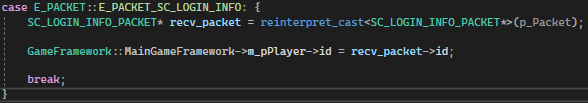 case E_PACKET::E_PACKET_SC_LOGIN_INFO: {
SC_LOGIN_INFO_PACKET* recv_packet = reinterpret_cast<SC_LOGIN_INFO_PACKET*>(p_Packet);
GameFramework::MainGameFramework->m_pPlayer->id = recv_packet->id;
break;
}